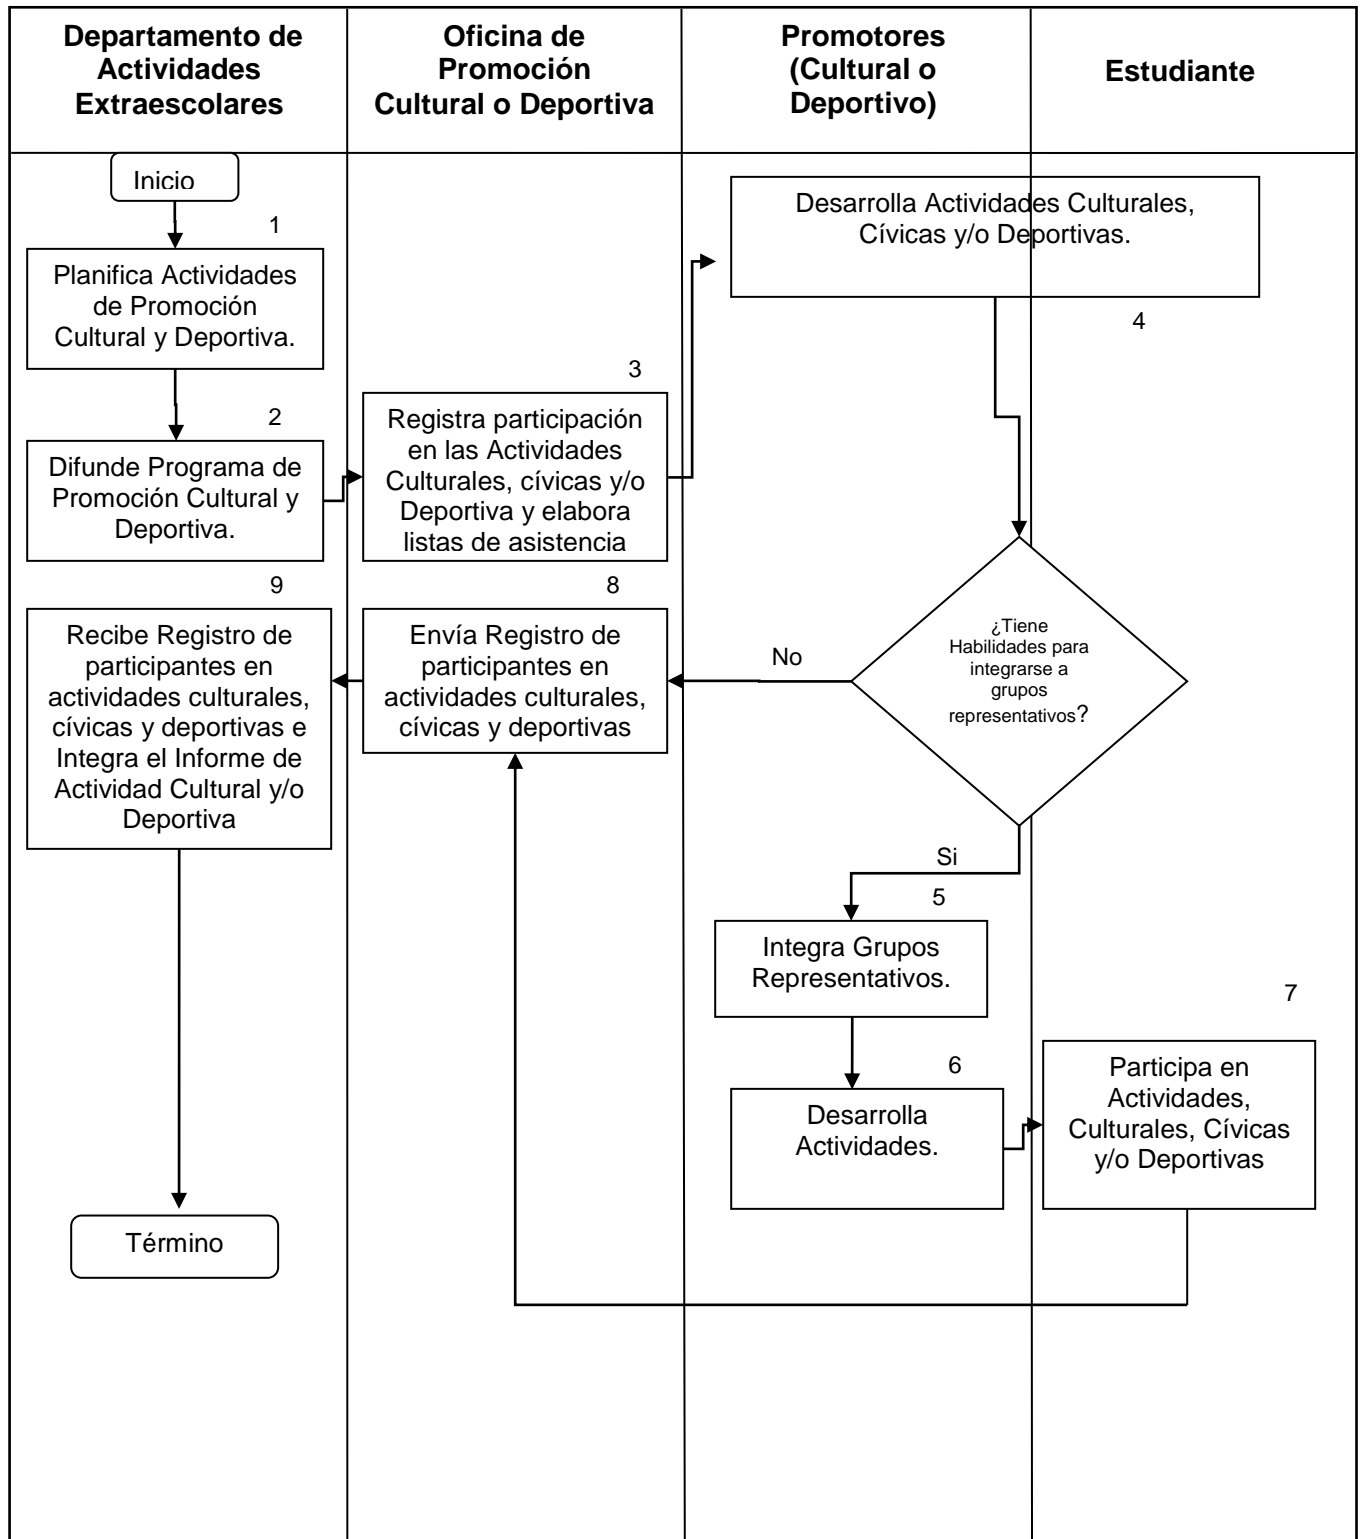 Departamento de
Actividades
Extraescolares
Oficina de
Promoción
Cultural o Deportiva
Promotores
(Cultural o
Deportivo)
Estudiante
Inicio
1
Planifica Actividades
de Promoción
Cultural y Deportiva.
2
Difunde Programa de
Promoción Cultural y
Deportiva.
3
Registra participación
en las Actividades
Culturales, cívicas y/o
Deportiva y elabora
listas de asistencia
Desarrolla Actividades Culturales,
Cívicas y/o Deportivas.
4
¿Tiene
Habilidades para
integrarse a
grupos
representativos?
No
Si
5
Integra Grupos
Representativos.
6
Desarrolla
Actividades.
7
Participa en
Actividades,
Culturales, Cívicas
y/o Deportivas
8
Envía Registro de
participantes en
actividades culturales,
cívicas y deportivas
9
Recibe Registro de
participantes en
actividades culturales,
cívicas y deportivas e
Integra el Informe de
Actividad Cultural y/o
Deportiva
Término